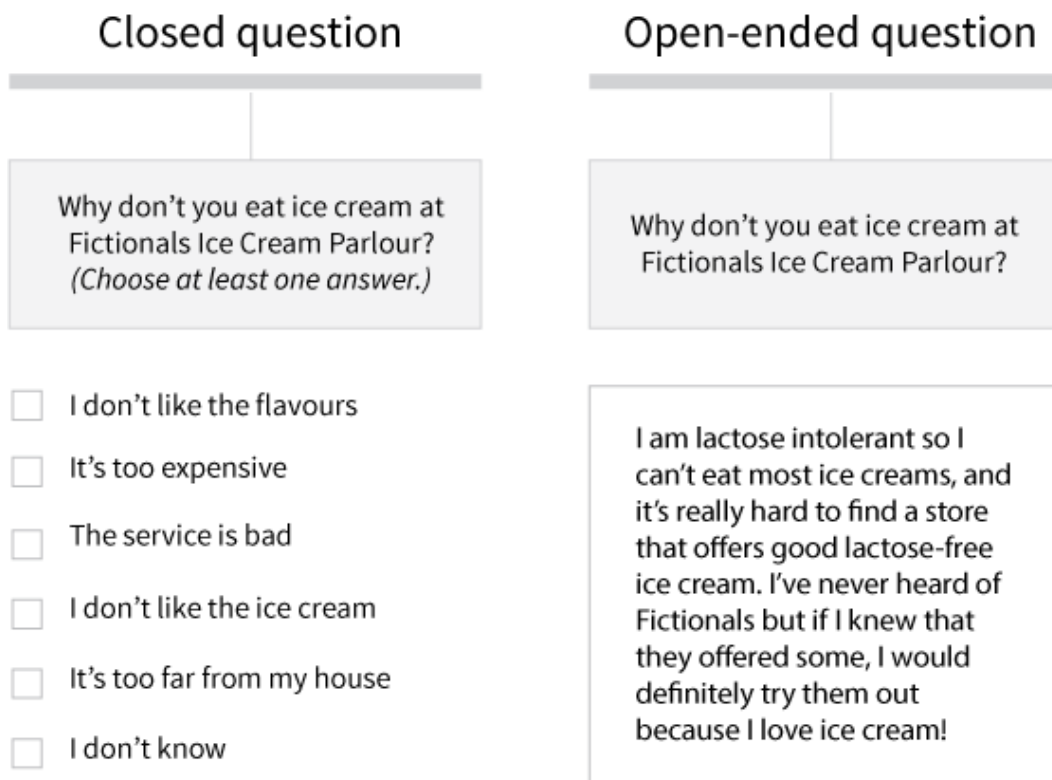 Closed question
Why don't you eat ice cream at
Fictionals Ice Cream Parlour?
(Choose at least one answer.)
I don't like the flavours
It's too expensive
The service is bad
I don't like the ice cream
It's too far from my house
I don't know
Open-ended question
Why don't you eat ice cream at
Fictionals Ice Cream Parlour?
I am lactose intolerant so I
can't eat most ice creams, and
it's really hard to find a store
that offers good lactose-free
ice cream. I've never heard of
Fictionals but if I knew that
they offered some, I would
definitely try them out
because I love ice cream!